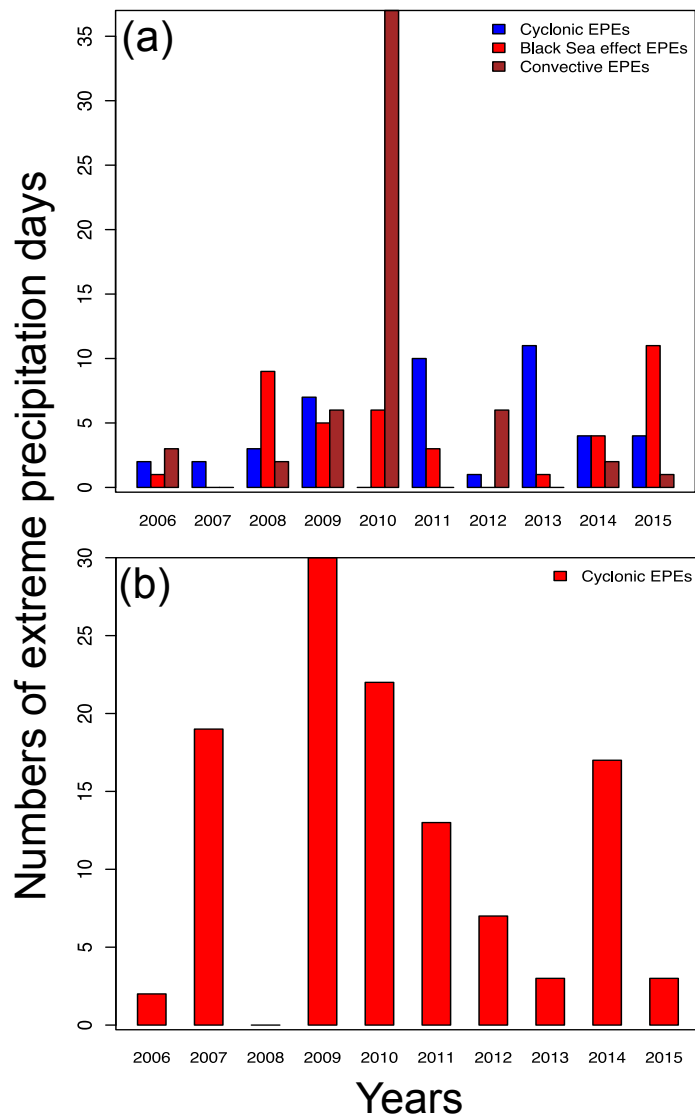 (a)
Cyclonic EPEs
Black Sea effect EPEs
Convective EPEs
35
30
25
20
15
10
5
0
2006 2007 2008 2009 2010 2011 2012 2013 2014 2015
Numbers of extreme precipitation days
(b)
Cyclonic EPEs
30
25
20
15
10
5
0
2006 2007 2008 2009 2010 2011 2012 2013 2014 2015
Years